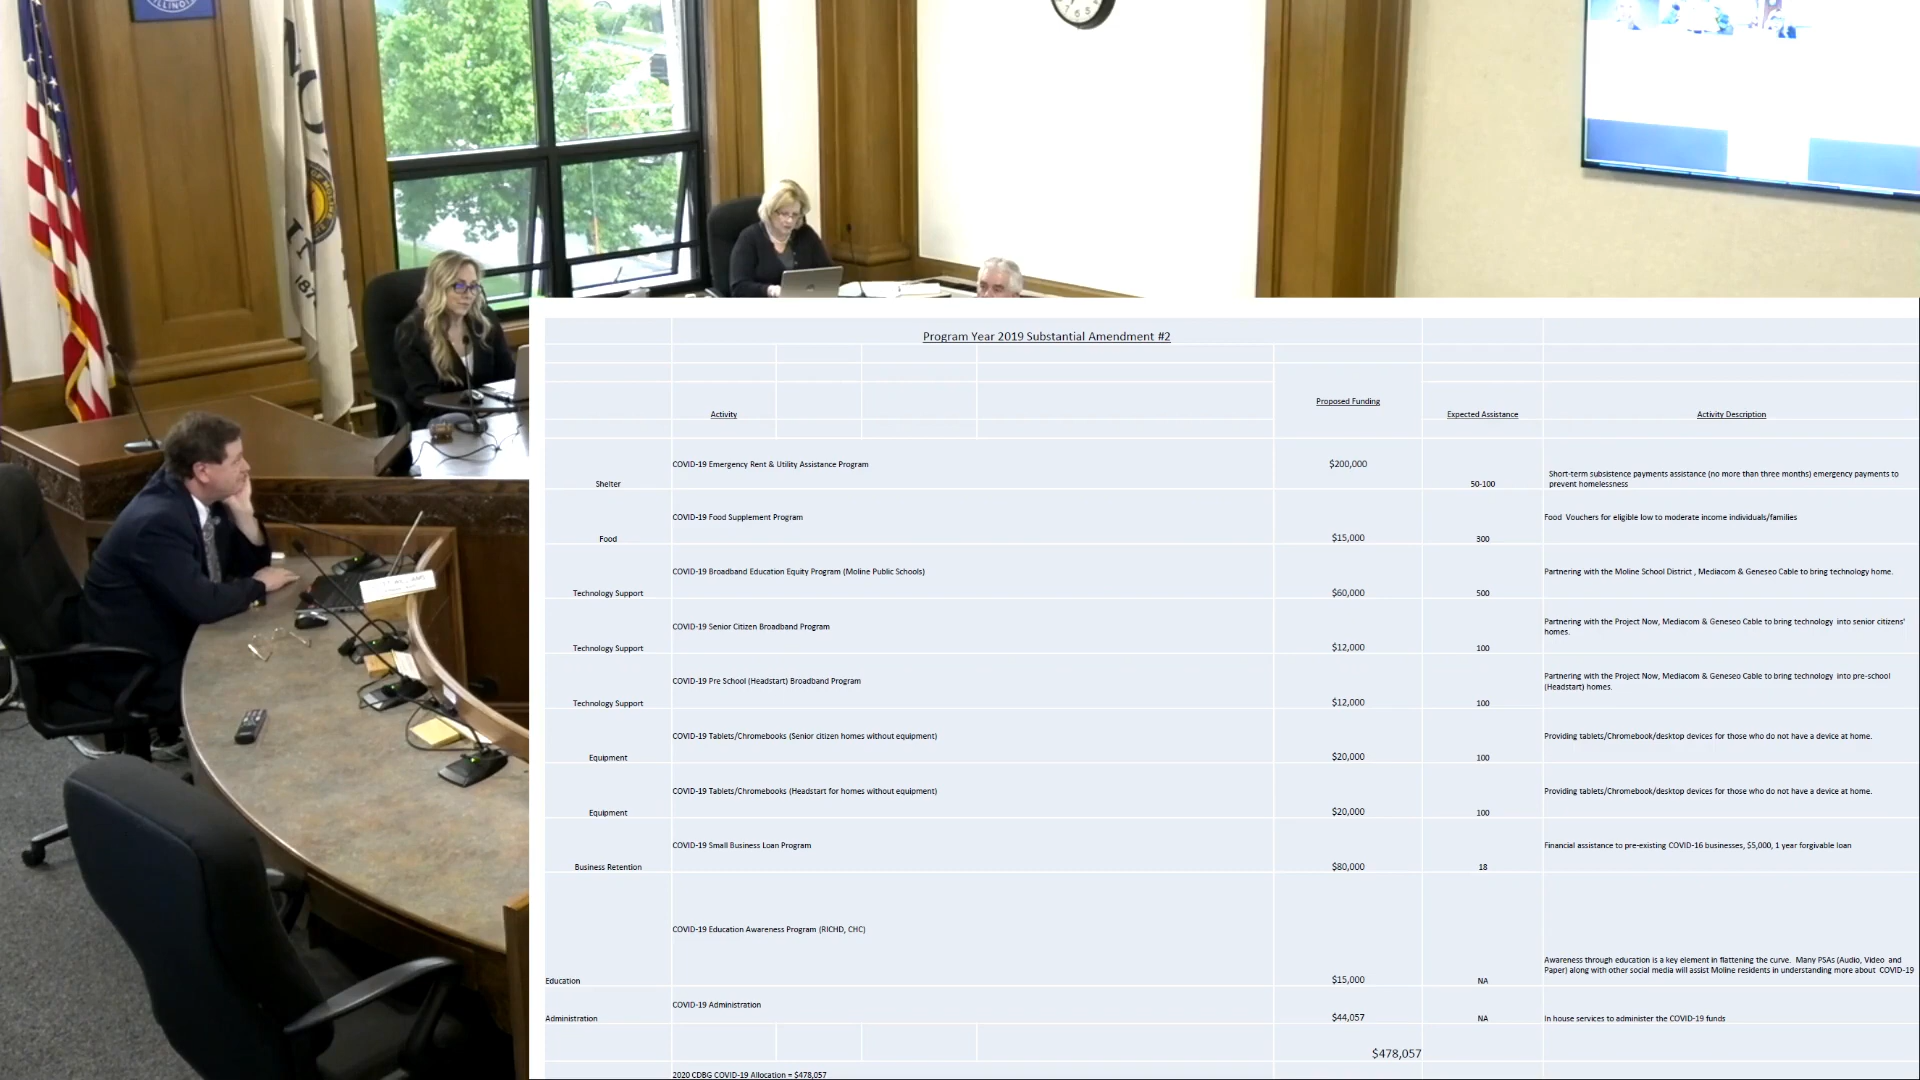 ILLINOIS
Program Year 2019 Substantial Amendment #2
Activity
Proposed Funding
Expected Assistance
Activity Description
Shelter
COVID-19 Emergency Rent & Utility Assistance Program
$200,000
50-100
Short-term subsistence payments assistance (no more than three months) emergency payments to
prevent homelessness
Food
COVID-19 Food Supplement Program
$15,000
300
Food Vouchers for eligible low to moderate income individuals/families
Technology Support
COVID-19 Broadband Education Equity Program (Moline Public Schools)
$60,000
500
Partnering with the Moline School District , Mediacom & Geneseo Cable to bring technology home.
Technology Support
COVID-19 Senior Citizen Broadband Program
$12,000
100
Partnering with the Project Now, Mediacom & Geneseo Cable to bring technology into senior citizens'
homes.
Technology Support
COVID-19 Pre School (Headstart) Broadband Program
$12,000
100
Partnering with the Project Now, Mediacom & Geneseo Cable to bring technology into pre-school
(Headstart) homes.
Equipment
COVID-19 Tablets/Chromebooks (Senior citizen homes without equipment)
$20,000
100
Providing tablets/Chromebook/desktop devices for those who do not have a device at home.
Equipment
COVID-19 Tablets/Chromebooks (Headstart for homes without equipment)
$20,000
100
Providing tablets/Chromebook/desktop devices for those who do not have a device at home.
Business Retention
COVID-19 Small Business Loan Program
$80,000
18
Financial assistance to pre-existing COVID-16 businesses, $5,000, 1 year forgivable loan
Education
COVID-19 Education Awareness Program (RICHD, CHC)
$15,000
NA
Awareness through education is a key element in flattening the curve. Many PSAs (Audio, Video and
Paper) along with other social media will assist Moline residents in understanding more about COVID-19
Administration
COVID-19 Administration
$44,057
NA
In house services to administer the COVID-19 funds
$478,057
2020 CDBG COVID-19 Allocation = $478,057